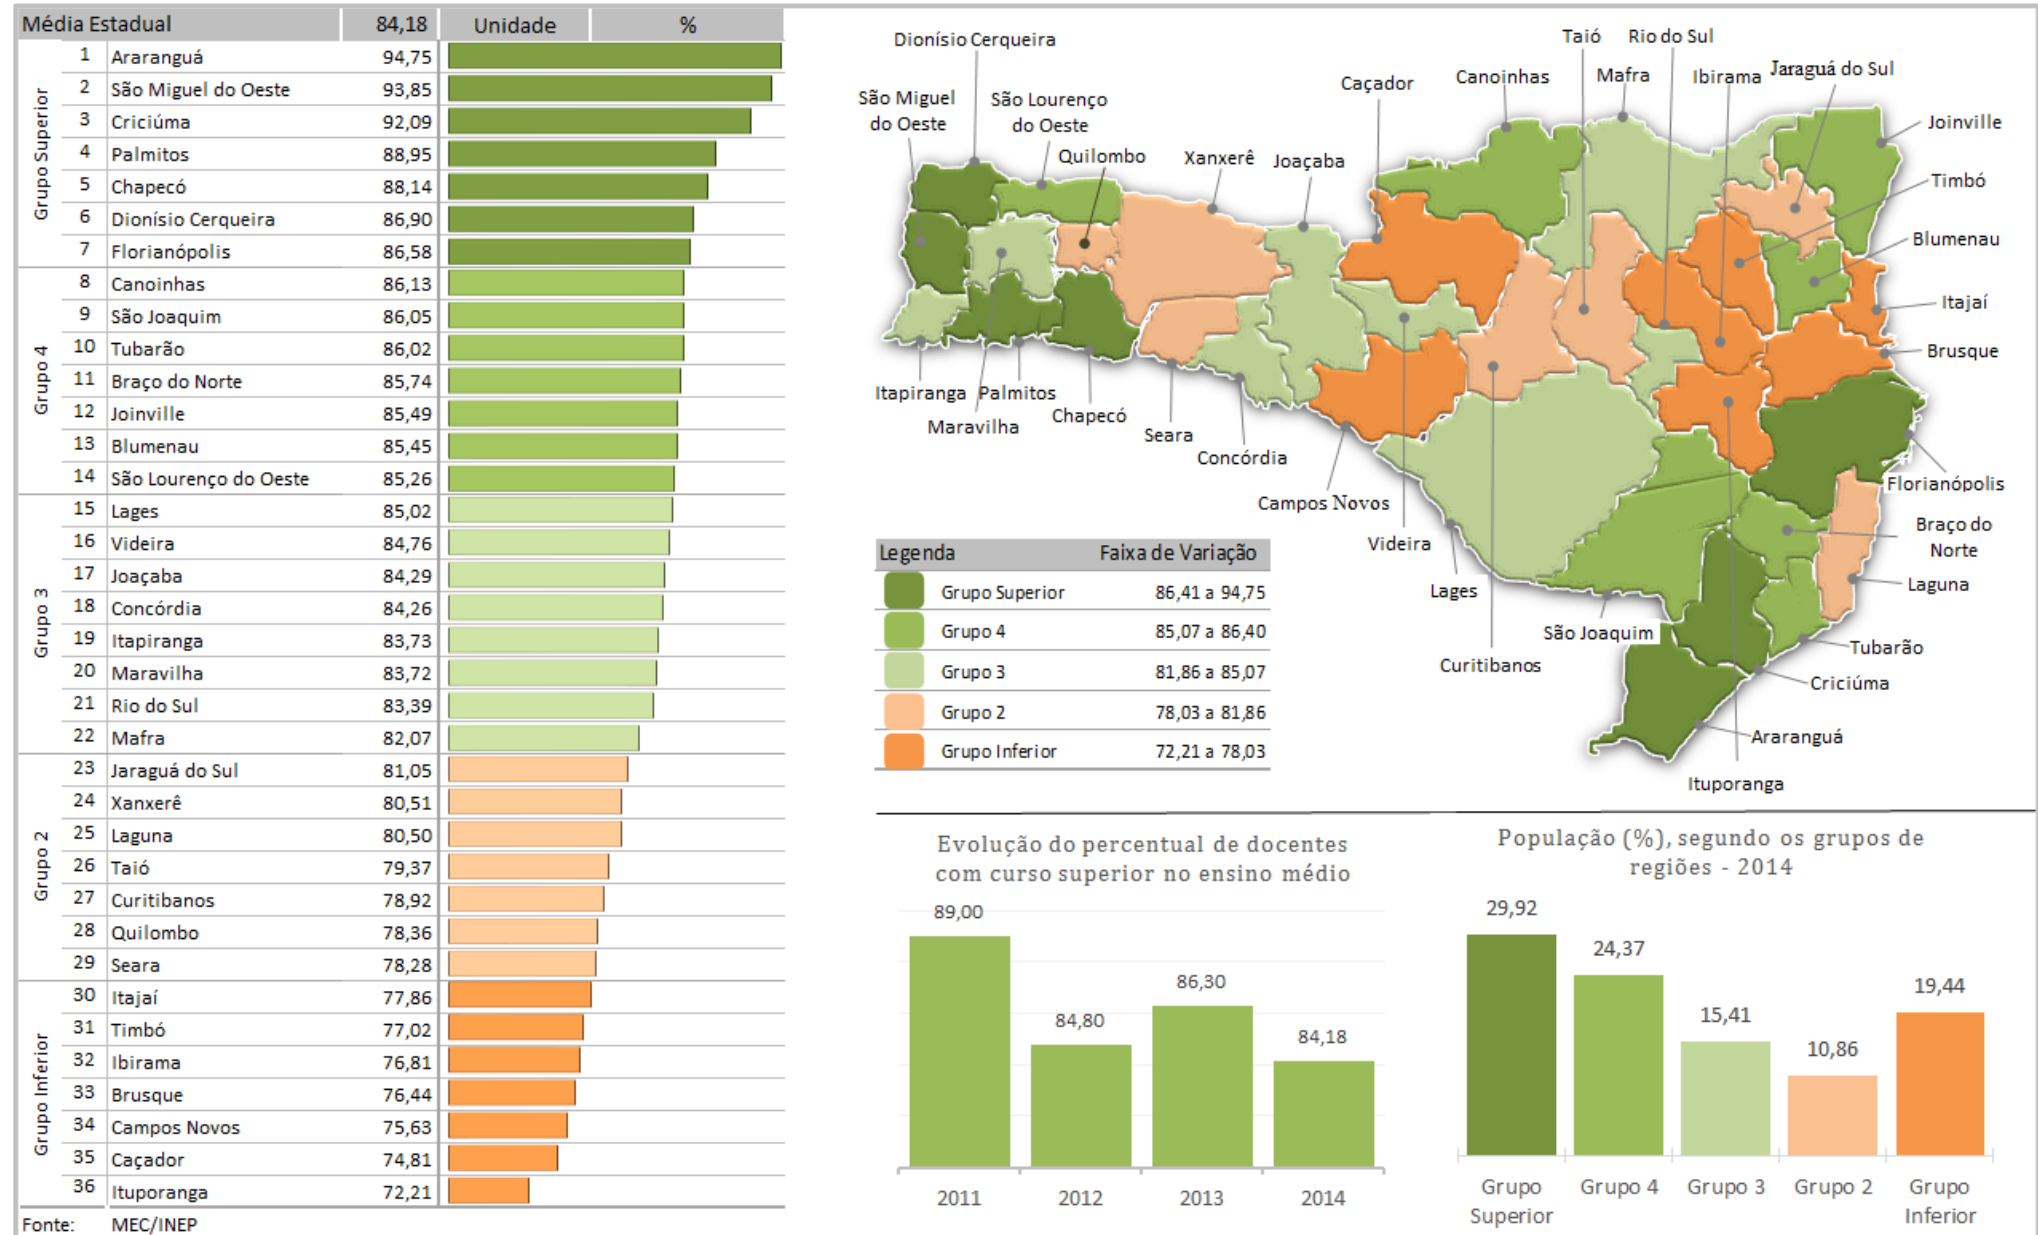 Média Estadual 84,18 Unidade %
Grupo Superior
1 Araranguá 94,75
2 São Miguel do Oeste 93,85
3 Criciúma 92,09
4 Palmitos 88,95
5 Chapecó 88,14
6 Dionísio Cerqueira 86,90
7 Florianópolis 86,58
Grupo 4
8 Canoinhas 86,13
9 São Joaquim 86,05
10 Tubarão 86,02
11 Braço do Norte 85,74
12 Joinville 85,49
13 Blumenau 85,45
14 São Lourenço do Oeste 85,26
Grupo 3
15 Lages 85,02
16 Videira 84,76
17 Joaçaba 84,29
18 Concórdia 84,26
19 Itapiranga 83,73
20 Maravilha 83,72
21 Rio do Sul 83,39
22 Mafra 82,07
Grupo 2
23 Jaraguá do Sul 81,05
24 Xanxerê 80,51
25 Laguna 80,50
26 Taió 79,37
27 Curitibanos 78,92
28 Quilombo 78,36
29 Seara 78,28
Grupo Inferior
30 Itajaí 77,86
31 Timbó 77,02
32 Ibirama 76,81
33 Brusque 76,44
34 Campos Novos 75,63
35 Caçador 74,81
36 Ituporanga 72,21
Fonte: MEC/INEP
Dionísio Cerqueira
São Miguel
do Oeste
São Lourenço
do Oeste
Quilombo
Xanxerê
Joaçaba
Caçador
Canoinhas
Taió
Mafra
Rio do Sul
Ibirama
Jaraguá do Sul
Joinville
Timbó
Blumenau
Itajaí
Brusque
Florianópolis
Braço do
Norte
Laguna
Tubarão
Criciúma
Araranguá
Ituporanga
São Joaquim
Curitibanos
Lages
Videira
Campos Novos
Concórdia
Seara
Chapecó
Palmitos
Maravilha
Itapiranga
Legenda Faixa de Variação
Grupo Superior 86,41 a 94,75
Grupo 4 85,07 a 86,40
Grupo 3 81,86 a 85,07
Grupo 2 78,03 a 81,86
Grupo Inferior 72,21 a 78,03
Evolução do percentual de docentes
com curso superior no ensino médio
89,00
84,80
86,30
84,18
2011 2012 2013 2014
População (%), segundo os grupos de
regiões - 2014
29,92
24,37
15,41
10,86
19,44
Grupo
Superior
Grupo 4
Grupo 3
Grupo 2
Grupo
Inferior